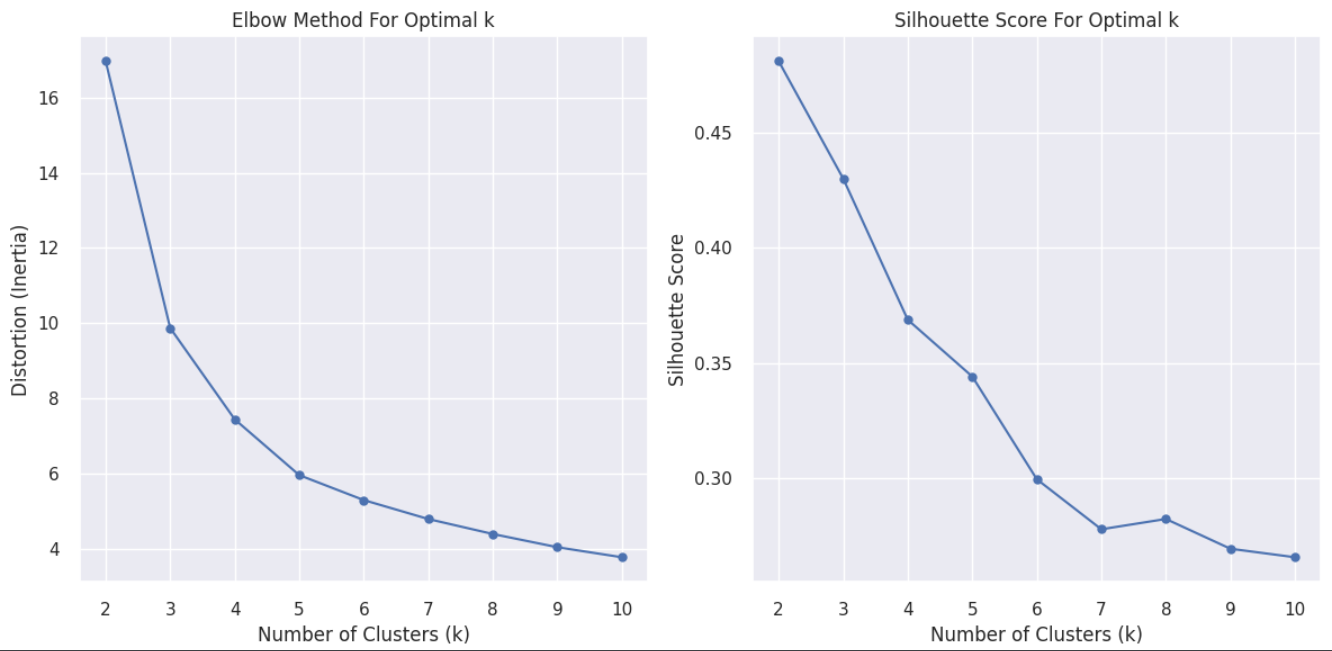 Elbow Method For Optimal k
16
14
12
10
8
6
4
Distortion (Inertia)
2 3 4 5 6 7 8 9 10
Number of Clusters (k)
Silhouette Score For Optimal k
0.45
0.40
0.35
0.30
Silhouette Score
2 3 4 5 6 7 8 9 10
Number of Clusters (k)